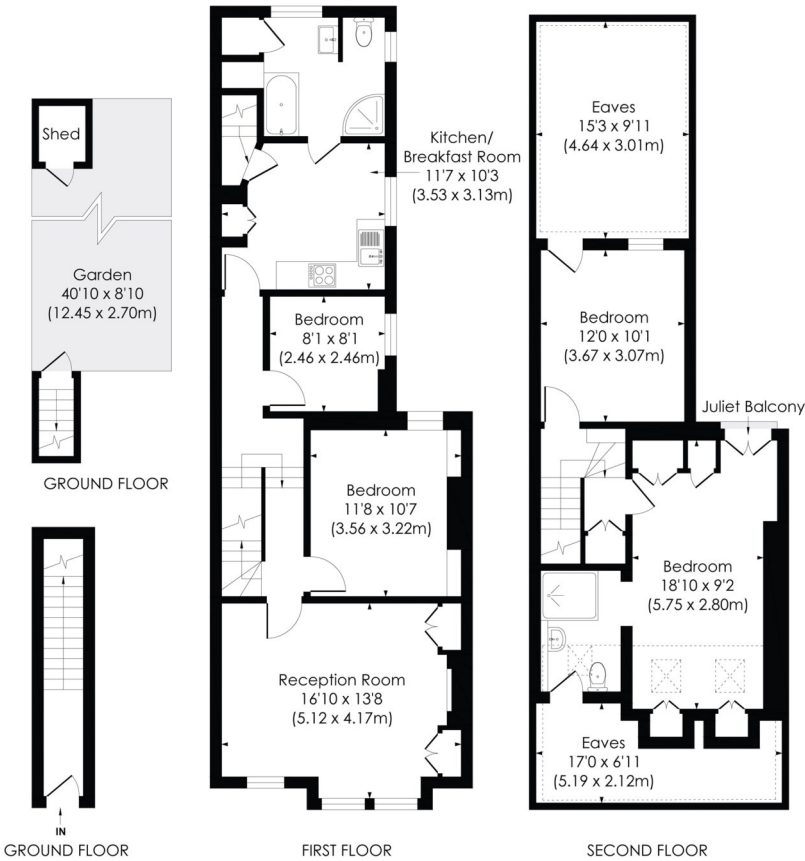 Shed
Garden
40'10 x 8'10
(12.45 x 2.70m)
GROUND FLOOR
IN
GROUND FLOOR
Kitchen/
Breakfast Room
11'7 x 10'3
(3.53 x 3.13m)
Bedroom
8'1 x 8'1
(2.46 x 2.46m)
Bedroom
11'8 x 10'7
(3.56 x 3.22m)
Reception Room
16'10 x 13'8
(5.12 x 4.17m)
FIRST FLOOR
Eaves
15'3 x 9'11
(4.64 x 3.01m)
Bedroom
12'0 x 10'1
(3.67 x 3.07m)
Juliet Balcony
Bedroom
18'10 x 9'2
(5.75 x 2.80m)
Eaves
17'0 x 6'11
(5.19 x 2.12m)
SECOND FLOOR